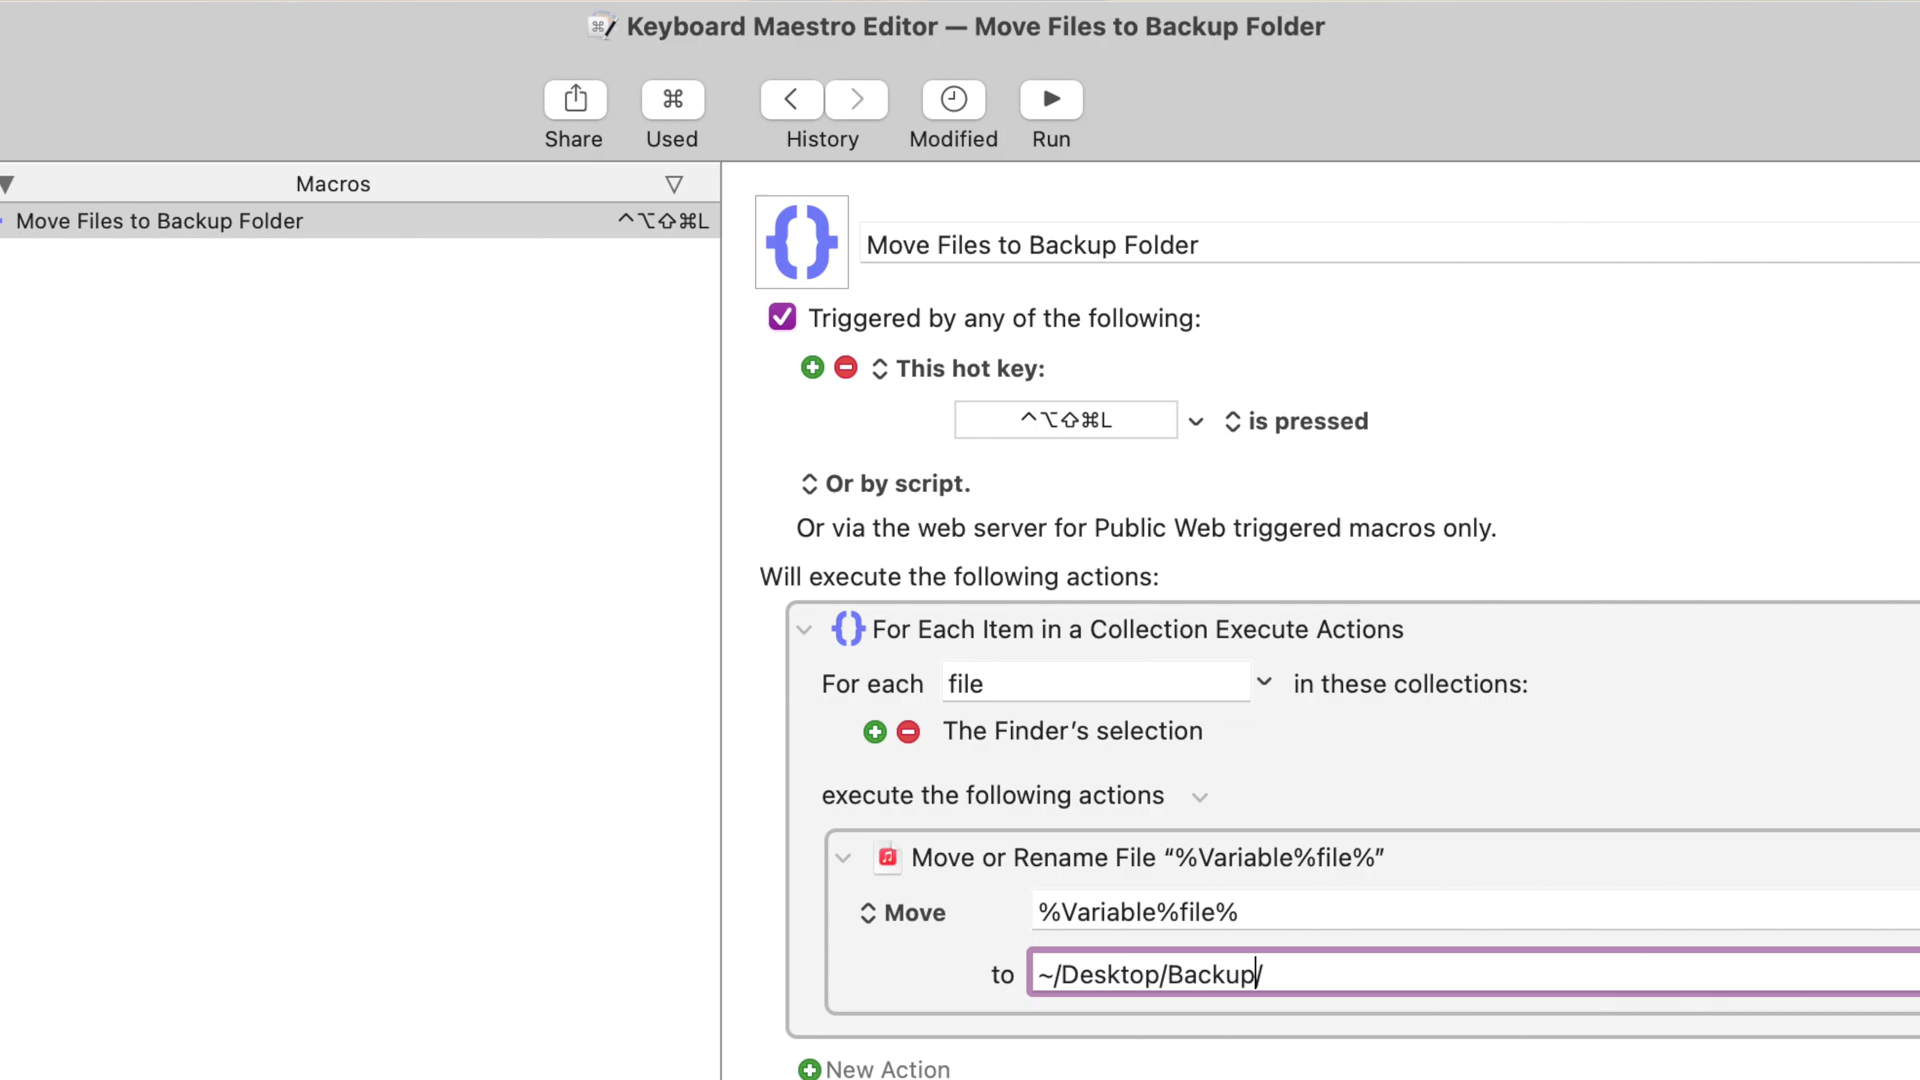 Keyboard Maestro Editor — Move Files to Backup Folder
Share
Used
History
Modified
Run
Macros
Move Files to Backup Folder ⌃⌥⇧⌘L
Move Files to Backup Folder
Triggered by any of the following:
This hot key:
⌃⌥⇧⌘L is pressed
Or by script.
Or via the web server for Public Web triggered macros only.
Will execute the following actions:
For Each Item in a Collection Execute Actions
For each file in these collections:
The Finder’s selection
execute the following actions
Move or Rename File “%Variable%file%”
Move %Variable%file%
to ~/Desktop/Backup/
New Action